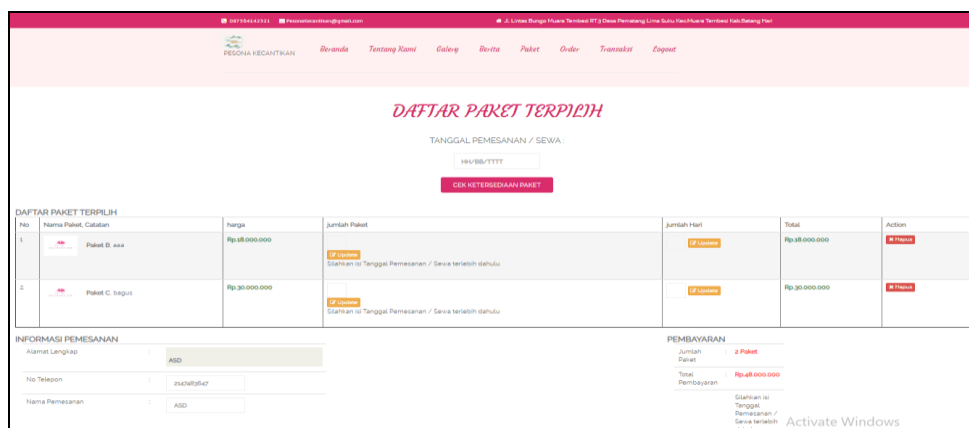 087364142321 PesonaKecantikan@gmail.com Jl. Lintas Bungo Muara Tembesi RT.3 Desa Pematang Lima Suku Kec.Muara Tembesi Kab.Batang Hari
PESONA KECANTIKAN
Beranda Tentang Kami Galery Berita Paket Order Transaksi Logout
DAFTAR PAKET TERPILIH
TANGGAL PEMESANAN / SEWA :
HH/BB/TTTT
CEK KETERSEDIAAN PAKET
DAFTAR PAKET TERPILIH
No Nama Paket, Catatan harga jumlah Paket jumlah Hari Total Action
1 Paket B, aaa Rp.18.000.000 Update Rp.18.000.000 Hapus
Update
Silahkan isi Tanggal Pemesanan / Sewa terlebih dahulu
2 Paket C, bagus Rp.30.000.000 Update Rp.30.000.000 Hapus
Update
Silahkan isi Tanggal Pemesanan / Sewa terlebih dahulu
INFORMASI PEMESANAN
Alamat Lengkap : ASD
No Telepon : 2147483647
Nama Pemesanan : ASD
PEMBAYARAN
Jumlah Paket : 2 Paket
Total Pembayaran : Rp.48.000.000
Silahkan isi
Tanggal
Pemesanan /
Sewa terlebih
Activate Windows